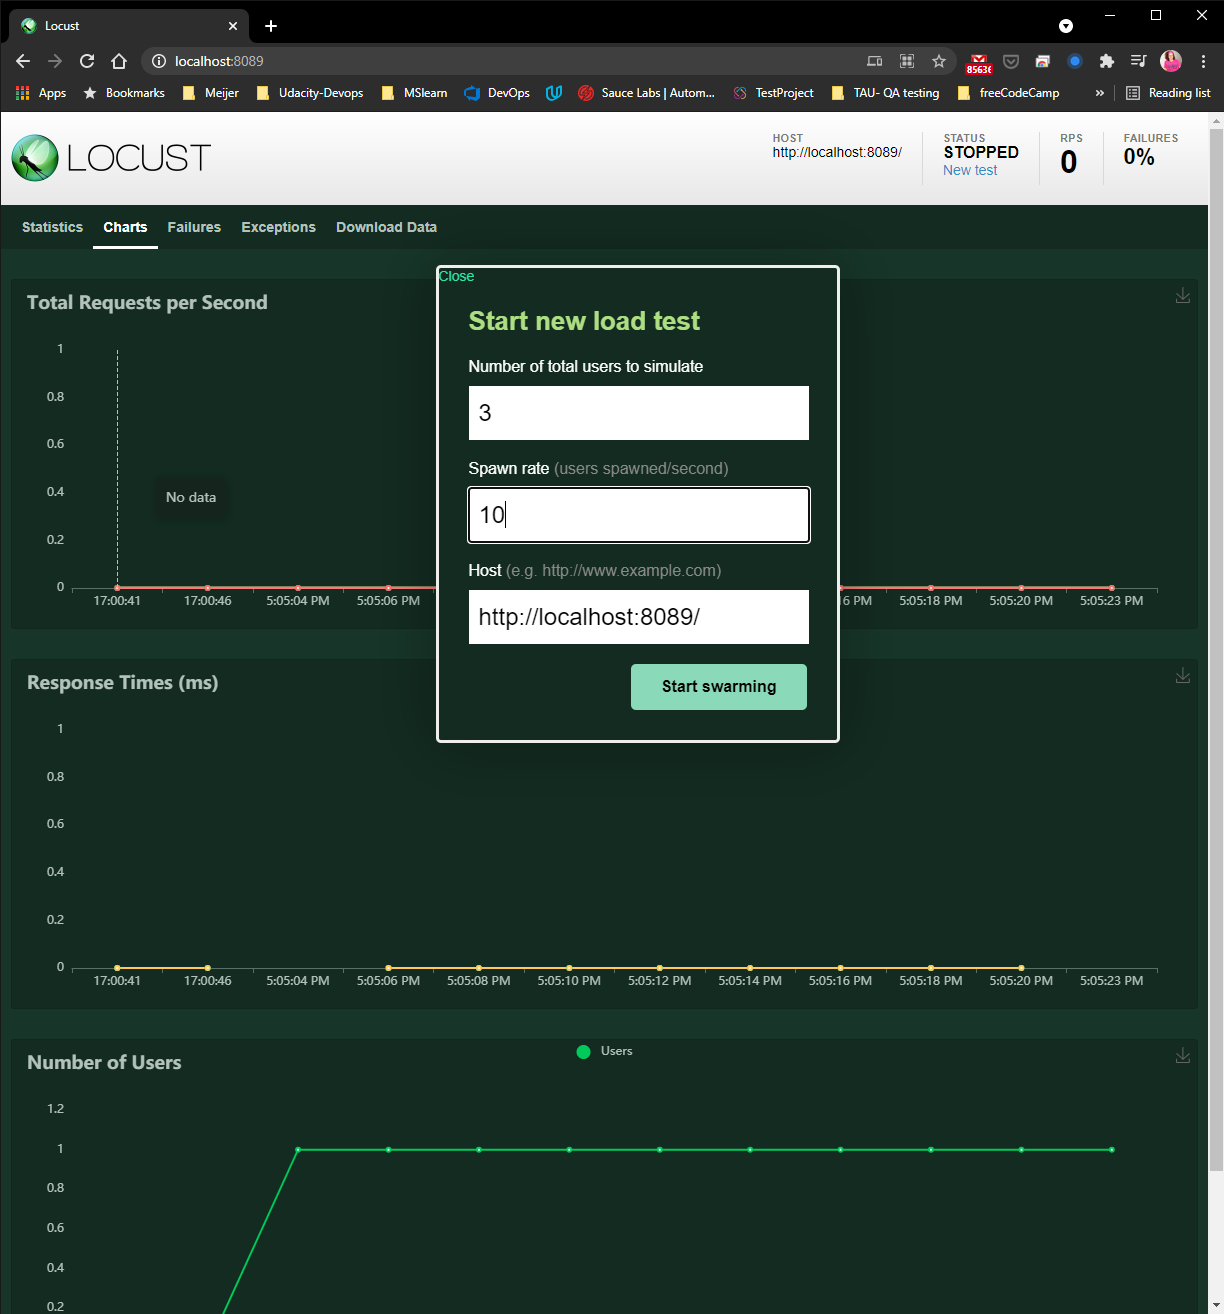 Locust
localhost:8089
85636
Apps Bookmarks Meijer Udacity-Devops MSlearn DevOps Sauce Labs | Autom... TestProject TAU- QA testing freeCodeCamp » Reading list
LOCUST
HOST
http://localhost:8089/
STATUS
STOPPED
New test
RPS
0
FAILURES
0%
Statistics Charts Failures Exceptions Download Data
Close
Start new load test
Number of total users to simulate
3
Spawn rate (users spawned/second)
10
Host (e.g. http://www.example.com)
http://localhost:8089/
Start swarming
Total Requests per Second
1
0.8
0.6
0.4
No data
0.2
0
17:00:41 17:00:46 5:05:04 PM 5:05:06 PM 16 PM 5:05:18 PM 5:05:20 PM 5:05:23 PM
Response Times (ms)
1
0.8
0.6
0.4
0.2
0
17:00:41 17:00:46 5:05:04 PM 5:05:06 PM 5:05:08 PM 5:05:10 PM 5:05:12 PM 5:05:14 PM 5:05:16 PM 5:05:18 PM 5:05:20 PM 5:05:23 PM
Number of Users
Users
1.2
1
0.8
0.6
0.4
0.2